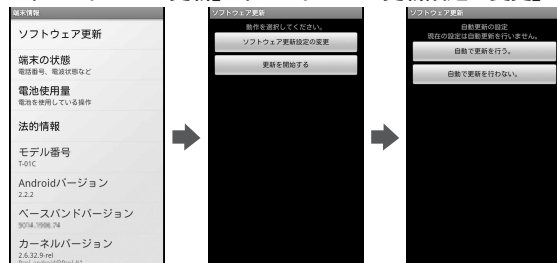 端末情報
ソフトウェア更新
端末の状態
電話番号、電波状態など
電池使用量
電池を使用している操作
法的情報
モデル番号
T-01C
Androidバージョン
2.2.2
ベースバンドバージョン
カーネルバージョン
2.6.32.9-rel
ソフトウェア更新
動作を選択してください。
ソフトウェア更新設定の変更
更新を開始する
ソフトウェア更新
自動更新の設定
現在の設定は自動更新を行いません。
自動で更新を行う。
自動で更新を行わない。